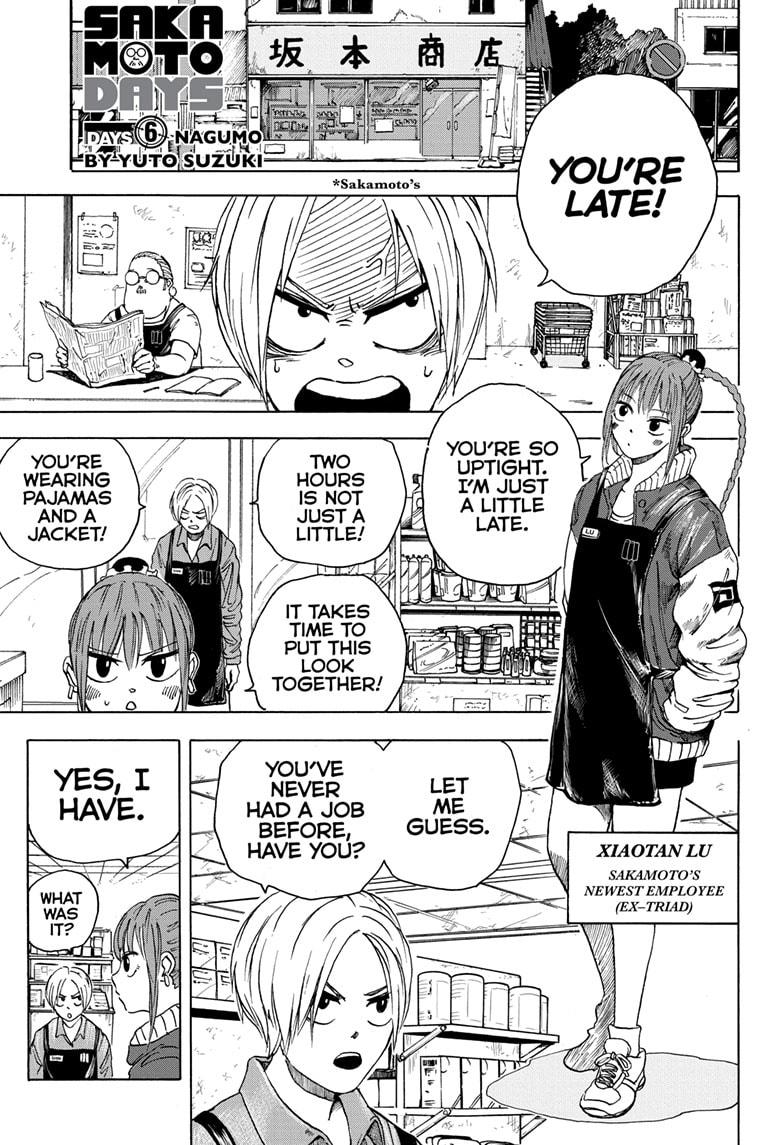 SAKA
MOTO
DAYS
DAYS 6 NAGUMO
BY YUTO SUZUKI
坂本商店
*Sakamoto's
YOU'RE
LATE!
YOU'RE SO
UPTIGHT.
I'M JUST
A LITTLE
LATE.
LU
TWO
HOURS
IS NOT
JUST A
LITTLE!
YOU'RE
WEARING
PAJAMAS
AND A
JACKET!
IT TAKES
TIME TO
PUT THIS
LOOK
TOGETHER!
XIAOTAN LU
SAKAMOTO'S
NEWEST EMPLOYEE
(EX-TRIAD)
LET
ME
GUESS.
YOU'VE
NEVER
HAD A JOB
BEFORE,
HAVE YOU?
YES, I
HAVE.
WHAT
WAS
IT?